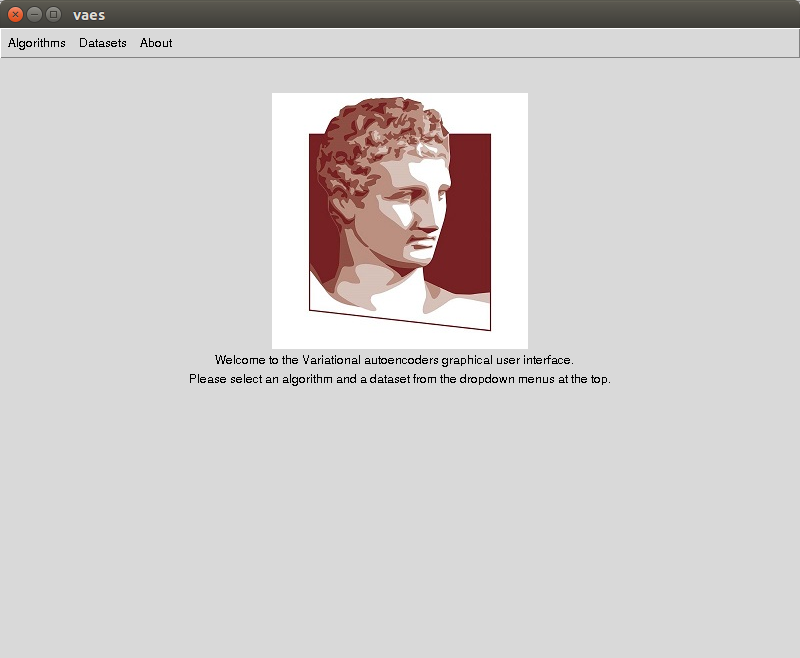 vaes
Algorithms Datasets About
Welcome to the Variational autoencoders graphical user interface.
Please select an algorithm and a dataset from the dropdown menus at the top.